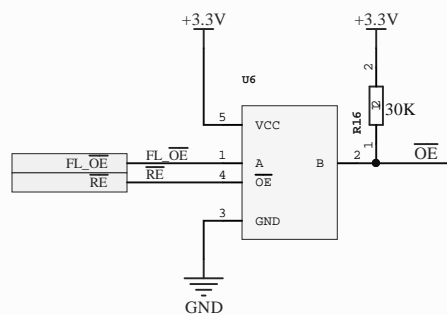 +3.3V
+3.3V
U6
2
R16
30K
1
5
VCC
FL_OE
FL_OE
1
A
B
2
OE
RE
RE
4
OE
3
GND
GND